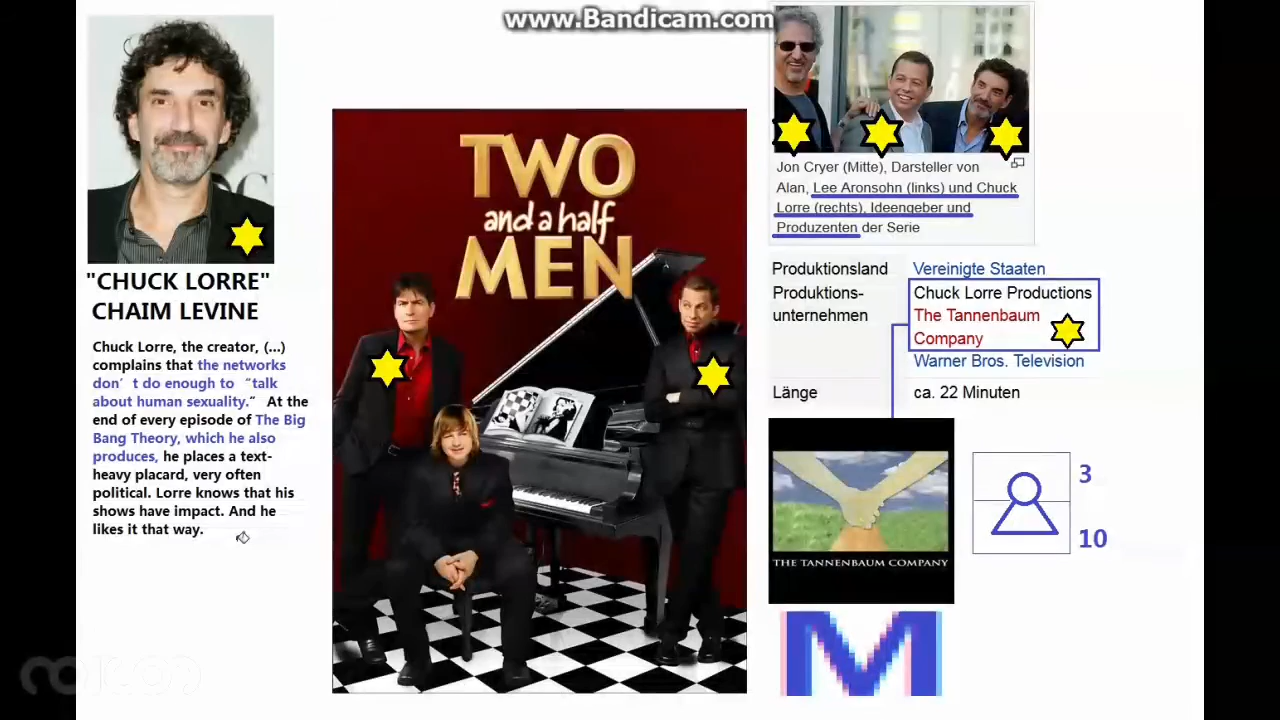 www.Bandicam.com
"CHUCK LORRE"
CHAIM LEVINE
Chuck Lorre, the creator, (...)
complains that the networks
don’t do enough to “talk
about human sexuality.” At the
end of every episode of The Big
Bang Theory, which he also
produces, he places a text-
heavy placard, very often
political. Lorre knows that his
shows have impact. And he
likes it that way.
TWO
and a half
MEN
Jon Cryer (Mitte), Darsteller von
Alan, Lee Aronsohn (links) und Chuck
Lorre (rechts), Ideengeber und
Produzenten der Serie
Produktionsland Vereinigte Staaten
Produktions- Chuck Lorre Productions
unternehmen The Tannenbaum
Company
Warner Bros. Television
Länge ca. 22 Minuten
THE TANNENBAUM COMPANY
3
10
M